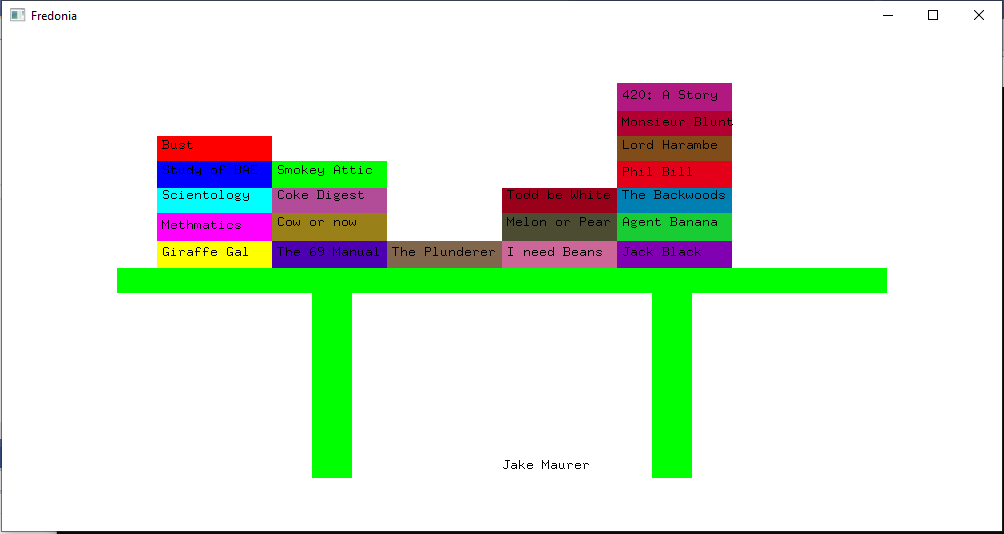 Fredonia
420: A Story
Monsieur Blunt
Bust
Lord Harambe
Study of
Smokey Attic
Phil Bill
Scientology
Coke Digest
Todd be White
The Backwoods
Methmatics
Cow or now
Melon or Pear
Agent Banana
Giraffe Gal
The 69 Manual
The Plunderer
I need Beans
Jack Black
Jake Maurer